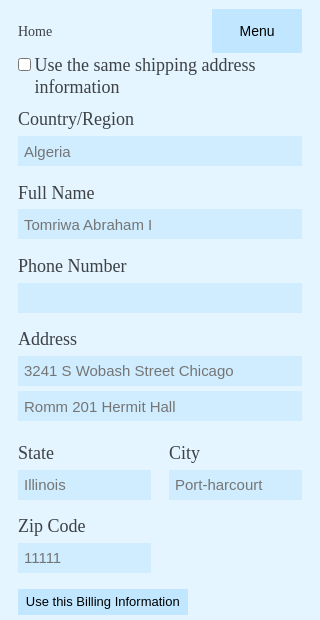 Home
Menu
Use the same shipping address
information
Country/Region
Algeria
Full Name
Tomriwa Abraham I
Phone Number
Address
3241 S Wobash Street Chicago
Romm 201 Hermit Hall
State
City
Illinois
Port-harcourt
Zip Code
11111
Use this Billing Information